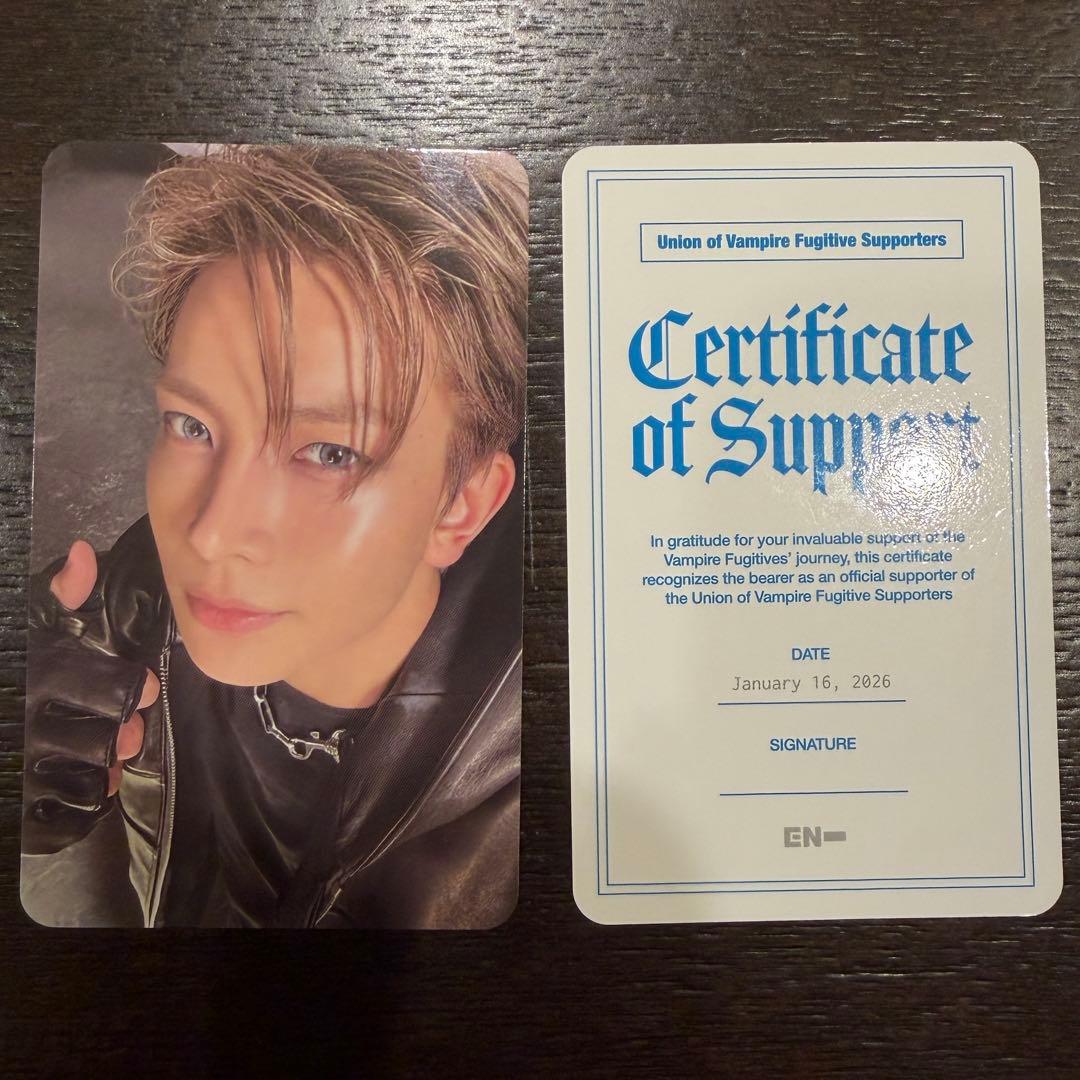 Union of Vampire Fugitive Supporters
Certificate
of Support
In gratitude for your invaluable support of the
Vampire Fugitives' journey, this certificate
recognizes the bearer as an official supporter of
the Union of Vampire Fugitive Supporters
DATE
January 16, 2026
SIGNATURE
EN-